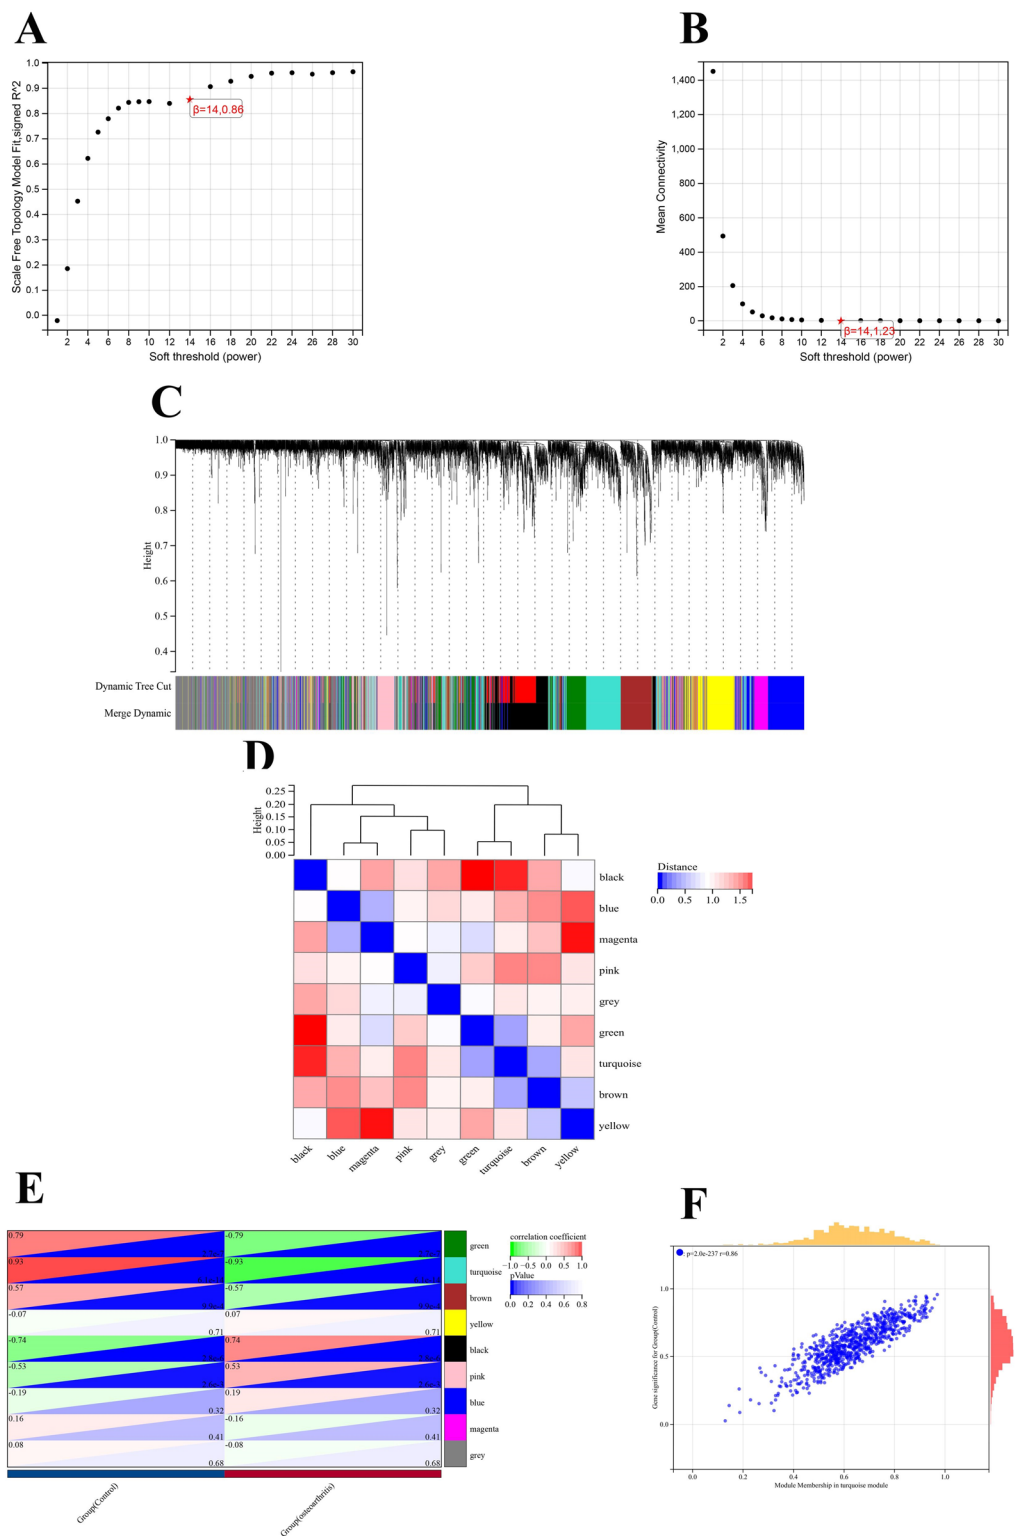 A
1.0
0.9
0.8
0.7
0.6
0.5
0.4
0.3
0.2
0.1
0.0
Scale Free Topology Model Fit,signed R^2
β=14,0.86
2 4 6 8 10 12 14 16 18 20 22 24 26 28 30
Soft threshold (power)
B
1,400
1,200
1,000
800
600
400
200
0
Mean Connectivity
β=14,1.23
2 4 6 8 10 12 14 16 18 20 22 24 26 28 30
Soft threshold (power)
C
1.0
0.9
0.8
0.7
0.6
0.5
0.4
Height
Dynamic Tree Cut
Merge Dynamic
D
0.25
0.20
0.15
0.10
0.05
0.00
Height
black
blue
magenta
pink
grey
green
turquoise
brown
yellow
black blue magenta pink grey green turquoise brown yellow
Distance
0.0 0.5 1.0 1.5
E
0.79 -0.79 green
0.93 -0.93 turquoise
0.57 -0.57 brown
-0.07 0.71 0.07 0.71 yellow
-0.74 0.74 black
-0.53 0.53 pink
-0.19 0.32 0.19 0.32 blue
0.16 0.41 -0.16 0.41 magenta
0.08 0.68 -0.08 0.68 grey
Group(Control)
Group(osteoarthritis)
correlation coefficient
-1.0 -0.5 0.0 0.5 1.0
pValue
0.0 0.2 0.4 0.6 0.8
F
p=2.0e-237 r=0.86
1.0
0.5
0.0
Gene significance for Group(Control)
0.0 0.2 0.4 0.6 0.8 1.0
Module Membership in turquoise module